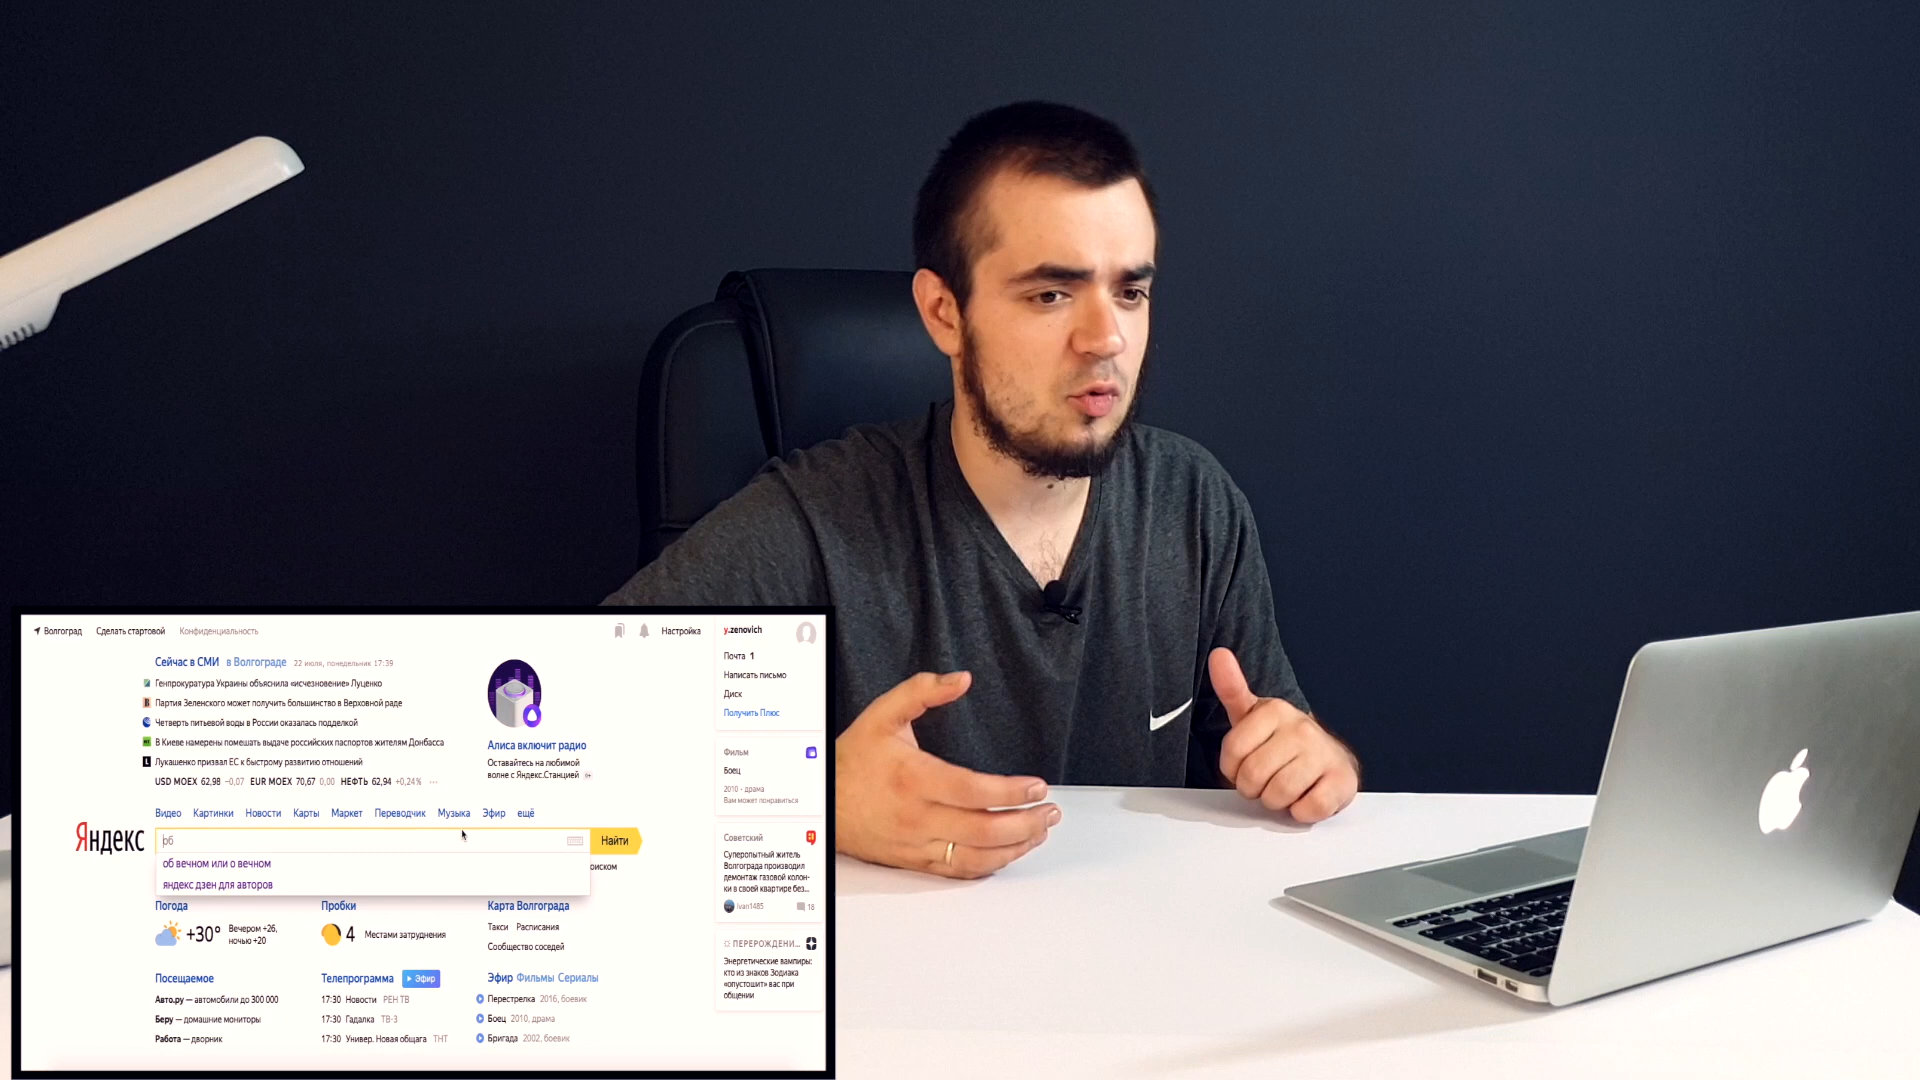 Волгоград Сделать стартовой Конфиденциальность Настройка
Сейчас в СМИ в Волгограде 22 июля, понедельник 17:39
Генпрокуратура Украины объяснила «исчезновение» Луценко
Партия Зеленского может получить большинство в Верховной раде
Четверть питьевой воды в России оказалась подделкой
В Киеве намерены помешать выдаче российских паспортов жителям Донбасса
Лукашенко призвал ЕС к быстрому развитию отношений
USD MOEX 62,98 −0,07 EUR MOEX 70,67 0,00 НЕФТЬ 62,94 +0,24% ···
Алиса включит радио
Оставайтесь на любимой
волне с Яндекс.Станцией
Видео Картинки Новости Карты Маркет Переводчик Музыка Эфир ещё
Яндекс об Найти
об вечном или о вечном
оиском
яндекс дзен для авторов
Погода
+30° Вечером +26,
ночью +20
Пробки
4 Местами затруднения
Карта Волгограда
Такси Расписания
Сообщество соседей
Посещаемое
Авто.ру — автомобили до 300 000
Беру — домашние мониторы
Работа — дворник
Телепрограмма Эфир
17:30 Новости РЕН ТВ
17:30 Гадалка ТВ-3
17:30 Универ. Новая общага ТНТ
Эфир Фильмы Сериалы
Перестрелка 2016, боевик
Боец 2010, драма
Бригада 2002, боевик
y.zenovich
Почта 1
Написать письмо
Диск
Получить Плюс
Фильм
Боец
2010 - драма
Вам может понравиться
Советский
Суперопытный житель
Волгограда производил
демонтаж газовой колон-
ки в своей квартире без...
ivan1485 18
ПЕРЕРОЖДЕНИ...
Энергетические вампиры:
кто из знаков Зодиака
«опустошит» вас при
общении